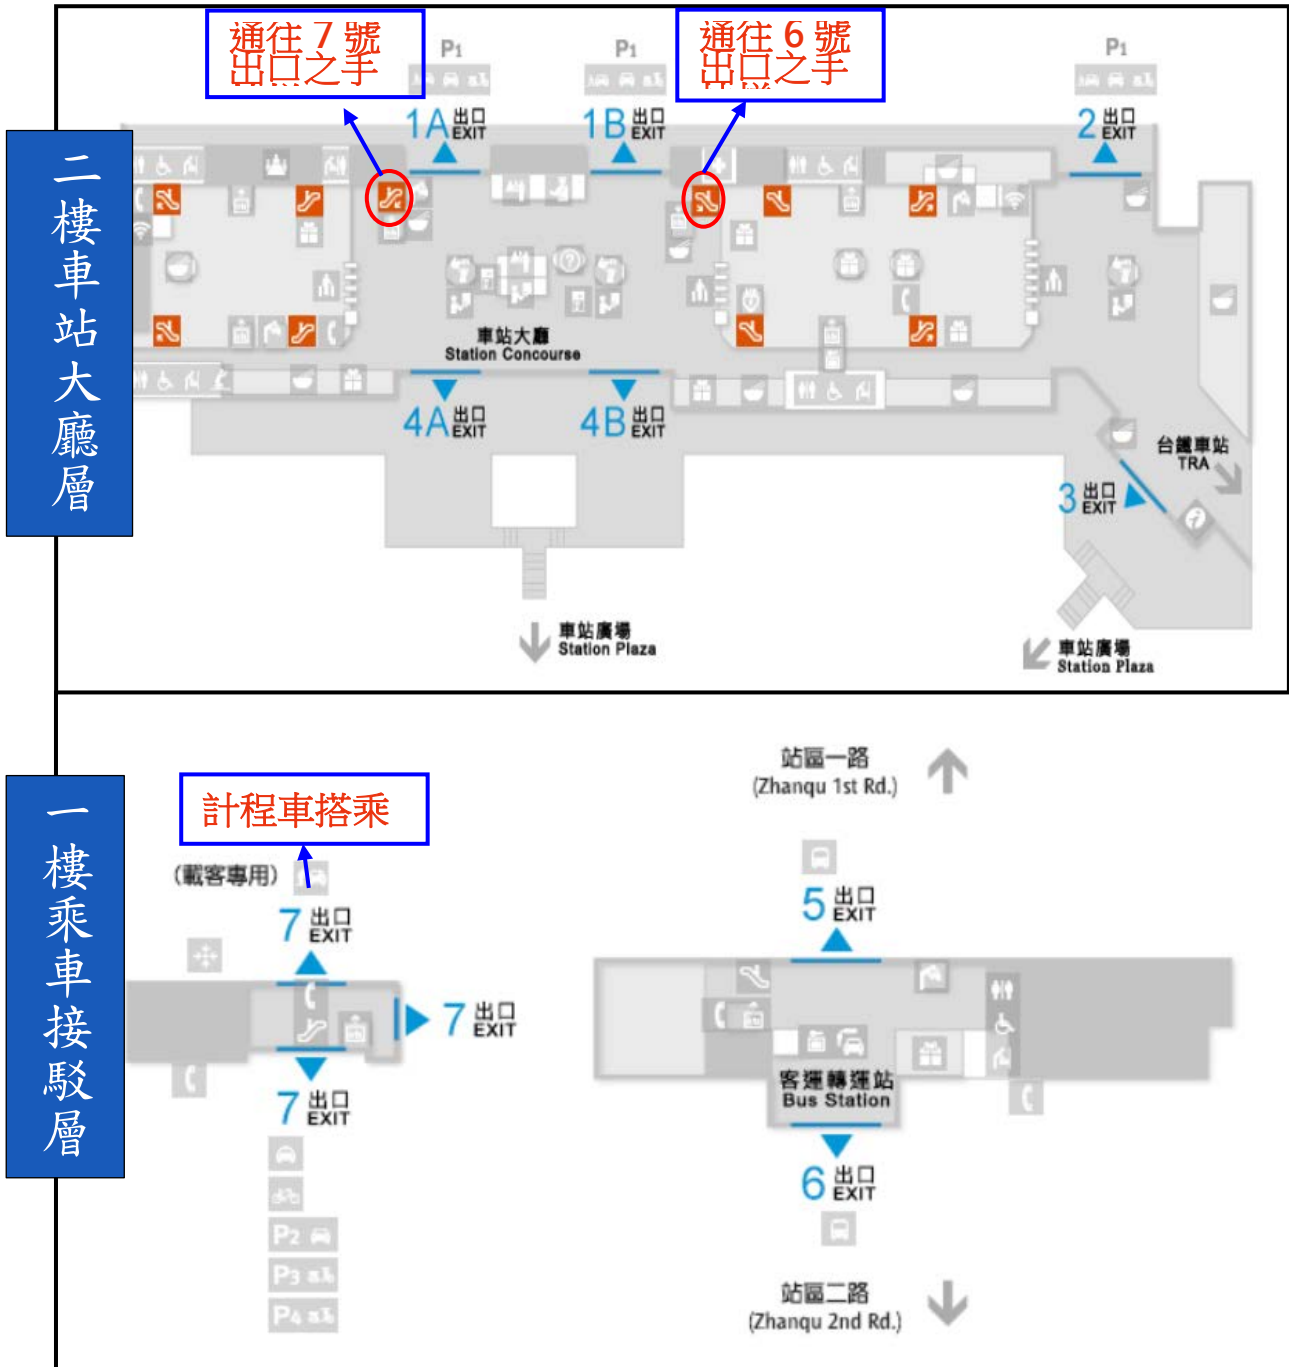 通往 7 號
出口之手
通往 6 號
出口之手
P1
P1
P1
1A 出口 EXIT
1B 出口 EXIT
2 出口 EXIT
二樓車站大廳層
車站大廳
Station Concourse
4A 出口 EXIT
4B 出口 EXIT
台鐵車站
TRA
3 出口 EXIT
車站廣場
Station Plaza
車站廣場
Station Plaza
一樓乘車接駁層
站區一路
(Zhanqu 1st Rd.)
計程車搭乘
(載客專用)
7 出口 EXIT
5 出口 EXIT
7 出口 EXIT
客運轉運站
Bus Station
7 出口 EXIT
6 出口 EXIT
P2
P3
P4
站區二路
(Zhanqu 2nd Rd.)